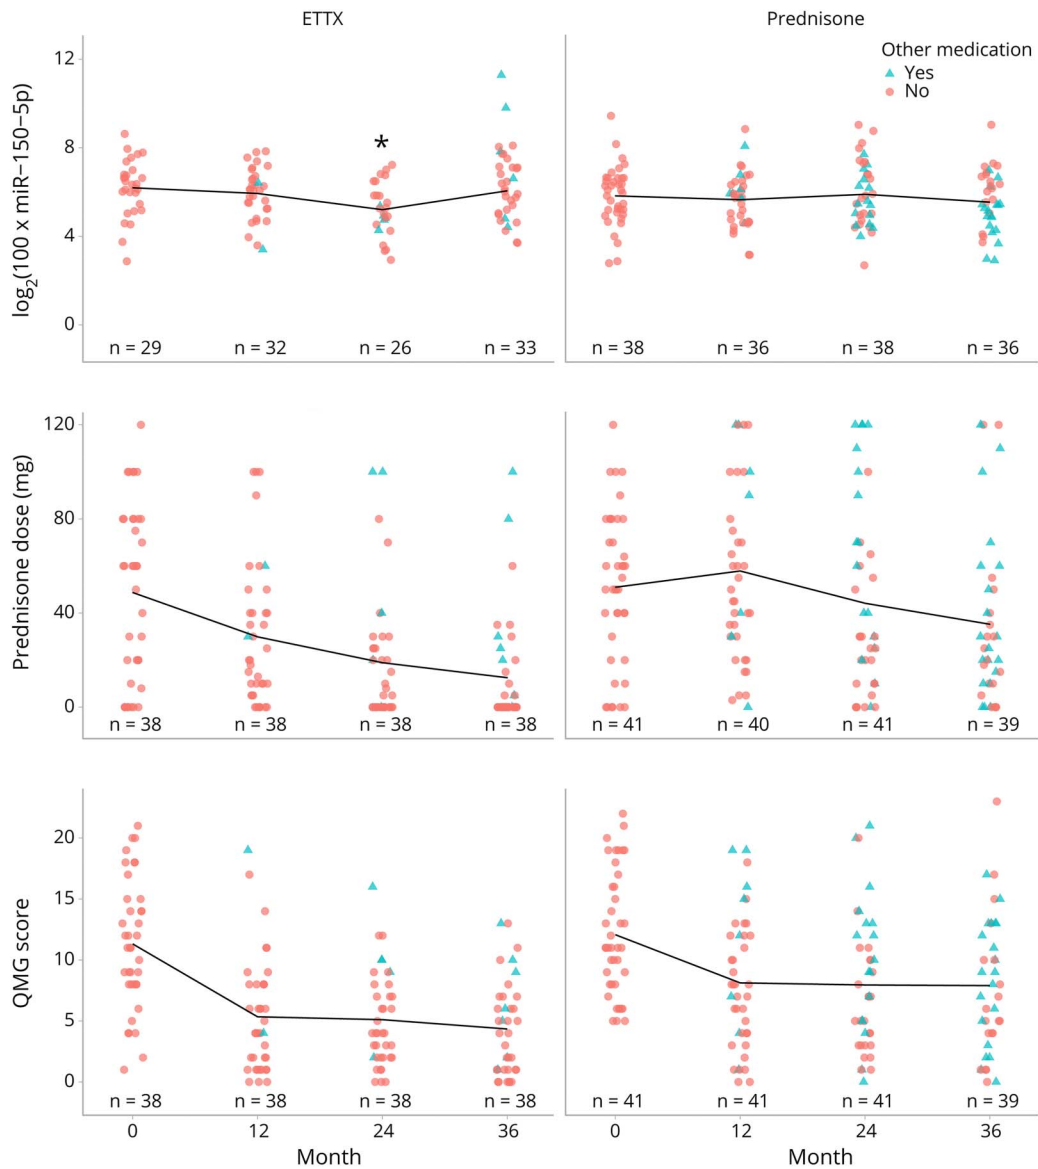 ETTX Prednisone
Other medication
Yes
No
log2(100 x miR−150−5p)
12
8
4
0
*
n = 29 n = 32 n = 26 n = 33 n = 38 n = 36 n = 38 n = 36
Prednisone dose (mg)
120
80
40
0
n = 38 n = 38 n = 38 n = 38 n = 41 n = 40 n = 41 n = 39
QMG score
20
15
10
5
0
n = 38 n = 38 n = 38 n = 38 n = 41 n = 41 n = 41 n = 39
0 12 24 36 0 12 24 36
Month Month